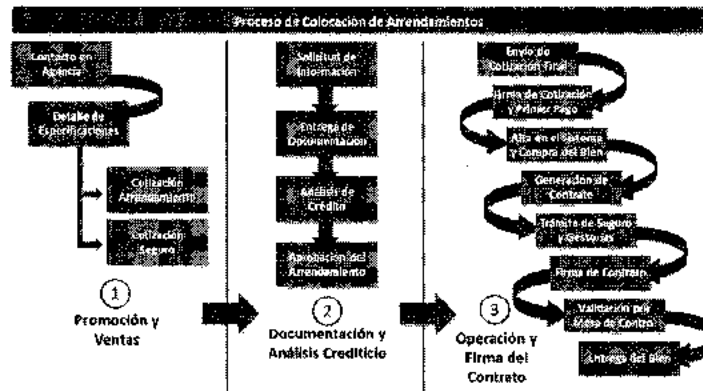 Proceso de Colocación de Arrendamientos
Contacto en
Agencia
Detalle de
Especificaciones
Cotización
Arrendamiento
Cotización
Seguro
1
Promoción y
Ventas
Solicitud de
Información
Entrega de
Documentación
Análisis de
Crédito
Aprobación del
Arrendamiento
2
Documentación y
Análisis Crediticio
Envío de
Cotización Final
Firma de Cotización
y Primer Pago
Alta en el Sistema
y Compra del Bien
Generación de
Contrato
Trámite de Seguro
y Gestorías
Firma de Contrato
Validación por
Mesa de Control
Entrega del Bien
3
Operación y
Firma del
Contrato